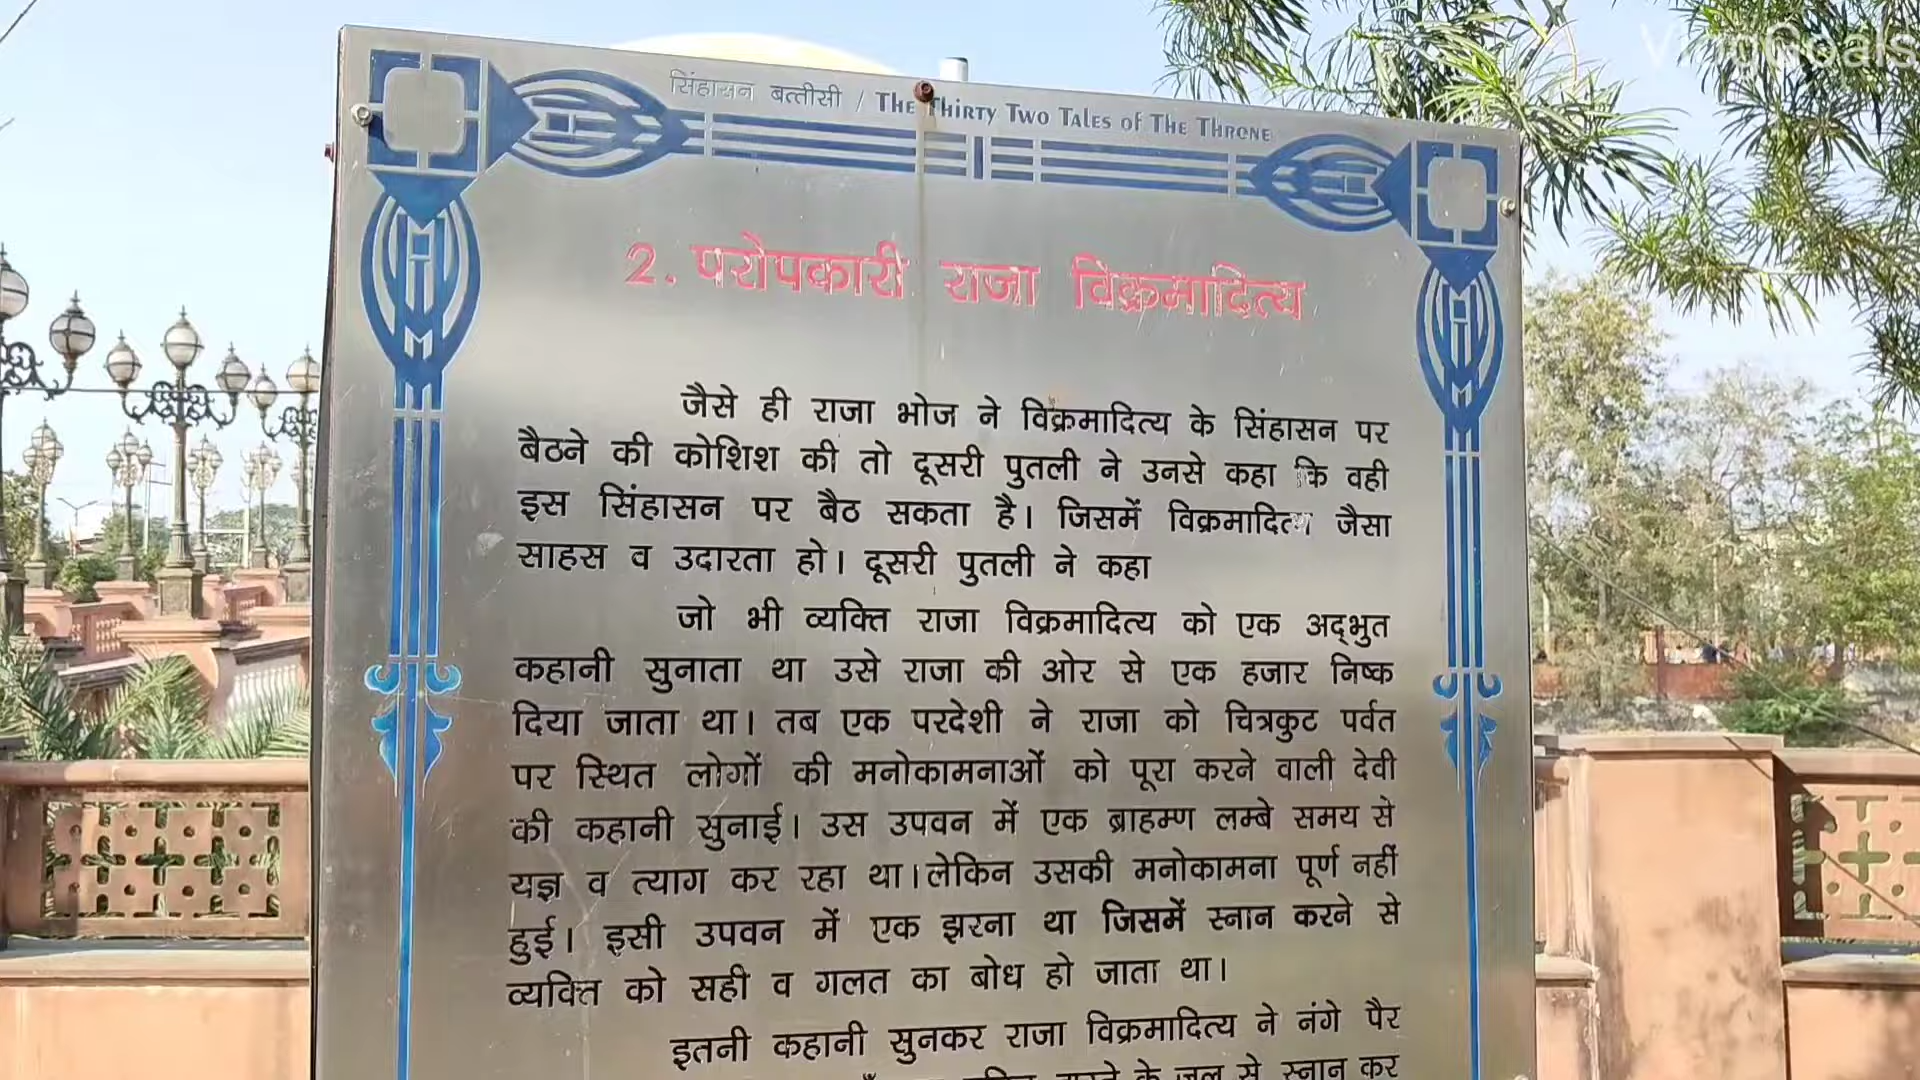 VlogGoals
सिंहासन बत्तीसी / The Thirty Two Tales of The Throne
2. परोपकारी राजा विक्रमादित्य
जैसे ही राजा भोज ने विक्रमादित्य के सिंहासन पर
बैठने की कोशिश की तो दूसरी पुतली ने उनसे कहा कि वही
इस सिंहासन पर बैठ सकता है। जिसमें विक्रमादित्य जैसा
साहस व उदारता हो। दूसरी पुतली ने कहा
जो भी व्यक्ति राजा विक्रमादित्य को एक अद्‌भुत
कहानी सुनाता था उसे राजा की ओर से एक हजार निष्क
दिया जाता था। तब एक परदेशी ने राजा को चित्रकुट पर्वत
पर स्थित लोगों की मनोकामनाओं को पूरा करने वाली देवी
की कहानी सुनाई। उस उपवन में एक ब्राहम्ण लम्बे समय से
यज्ञ व त्याग कर रहा था।लेकिन उसकी मनोकामना पूर्ण नहीं
हुई। इसी उपवन में एक झरना था जिसमें स्नान करने से
व्यक्ति को सही व गलत का बोध हो जाता था।
इतनी कहानी सुनकर राजा विक्रमादित्य ने नंगे पैर
के जल से स्नान कर